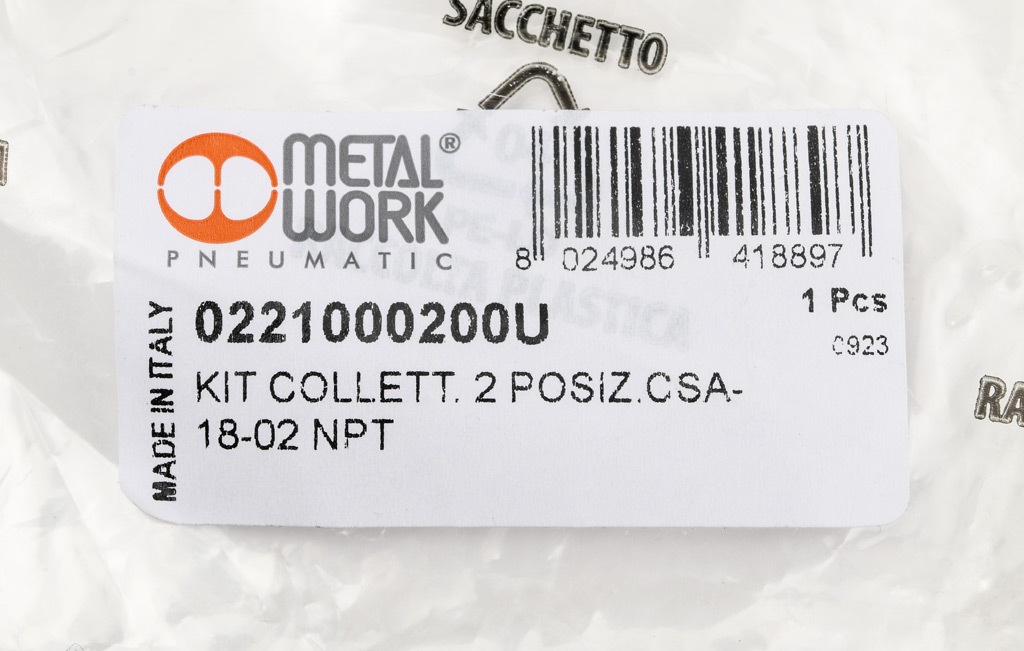 SACCHETTO
METAL®
WORK
PNEUMATIC
8 024986 418897
1 Pcs
0923
MADE IN ITALY
0221000200U
KIT COLLETT. 2 POSIZ.CSA-
18-02 NPT
RA